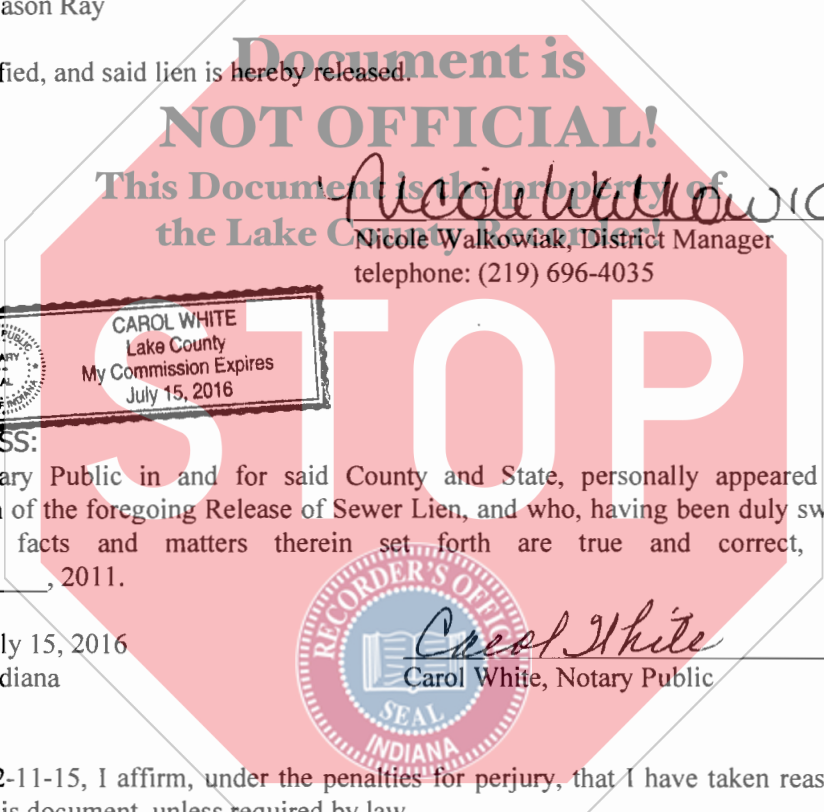 ason Ray
fied, and said lien is hereby released.
Document is
NOT OFFICIAL!
This Document is the property of
the Lake County Recorder!
Nicole Walkowia
Nicole Walkowiak, District Manager
telephone: (219) 696-4035
STOP
CAROL WHITE
Lake County
My Commission Expires
July 15, 2016
SS:
ary Public in and for said County and State, personally appeared
of the foregoing Release of Sewer Lien, and who, having been duly sw
facts and matters therein set forth are true and correct,
, 2011.
ly 15, 2016
diana
Carol White
Carol White, Notary Public
RECORDER'S OFFICE
SEAL
INDIANA
2-11-15, I affirm, under the penalties for perjury, that I have taken reas
is document, unless required by law